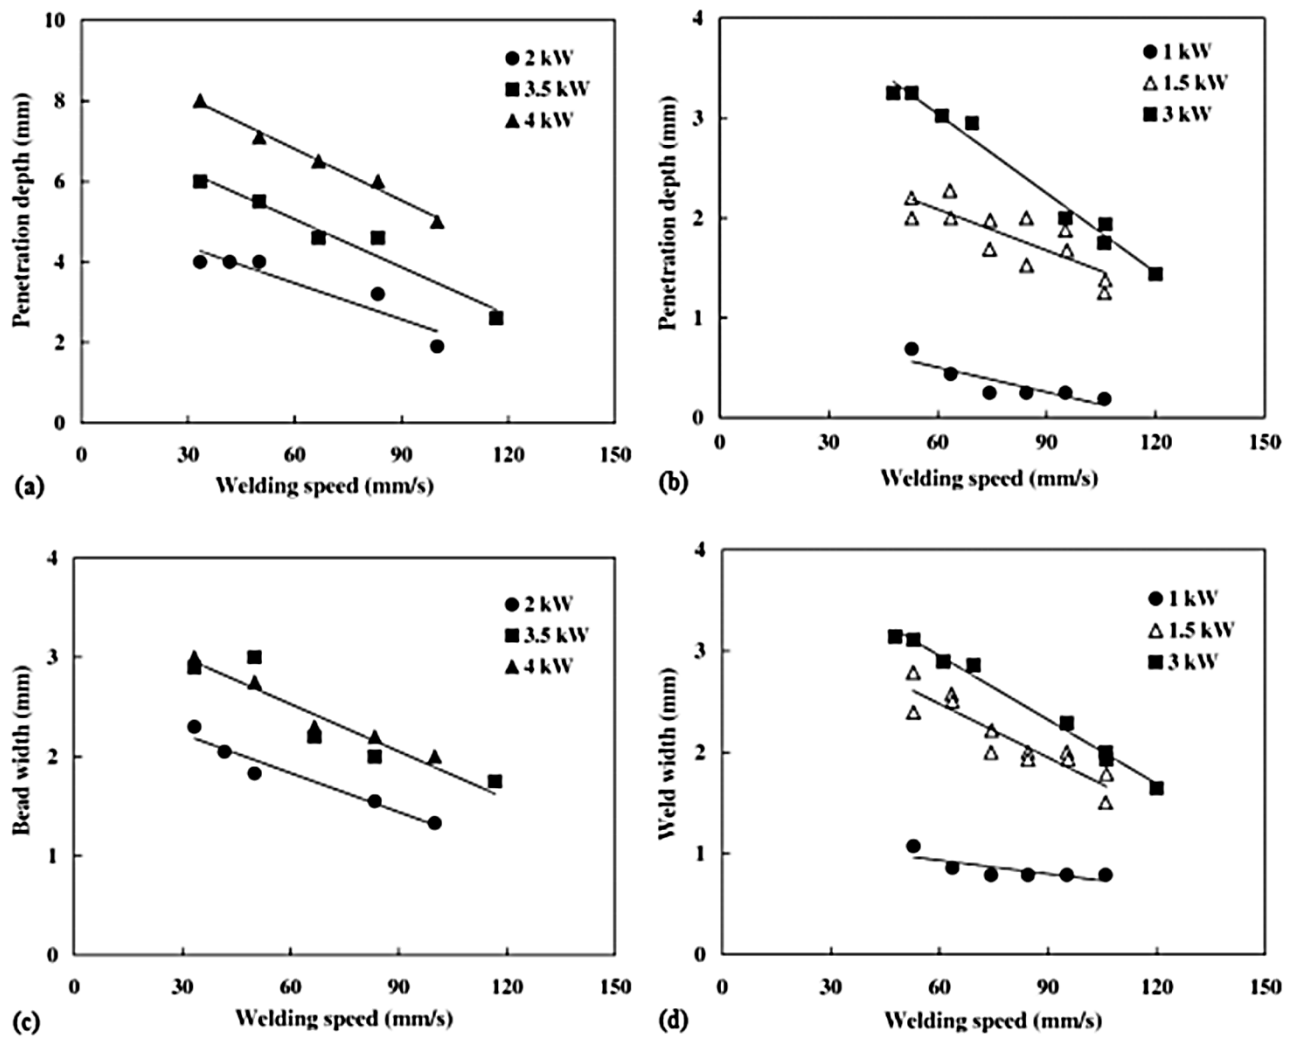 10
8
6
4
2
0
Penetration depth (mm)
2 kW
3.5 kW
4 kW
0 30 60 90 120 150
(a) Welding speed (mm/s)
4
3
2
1
0
Penetration depth (mm)
1 kW
1.5 kW
3 kW
0 30 60 90 120 150
(b) Welding speed (mm/s)
4
3
2
1
0
Bead width (mm)
2 kW
3.5 kW
4 kW
0 30 60 90 120 150
(c) Welding speed (mm/s)
4
3
2
1
0
Weld width (mm)
1 kW
1.5 kW
3 kW
0 30 60 90 120 150
(d) Welding speed (mm/s)